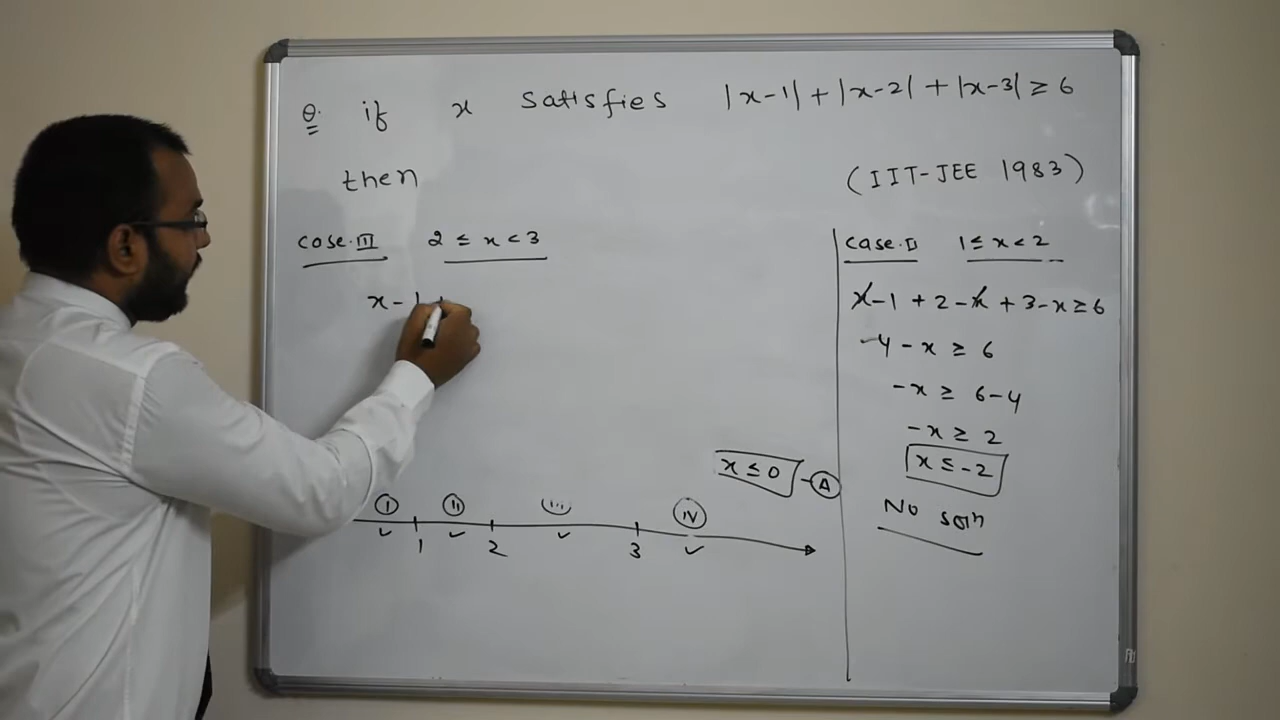 Q. if x satisfies |x-1| + |x-2| + |x-3| ≥ 6
then (IIT-JEE 1983)
case.III 2 ≤ x < 3
x - 1 +
x ≤ 0 - A
I II III IV
1 2 3
case.II 1 ≤ x < 2
x - 1 + 2 - x + 3 - x ≥ 6
4 - x ≥ 6
-x ≥ 6-4
-x ≥ 2
x ≤ -2
No soln